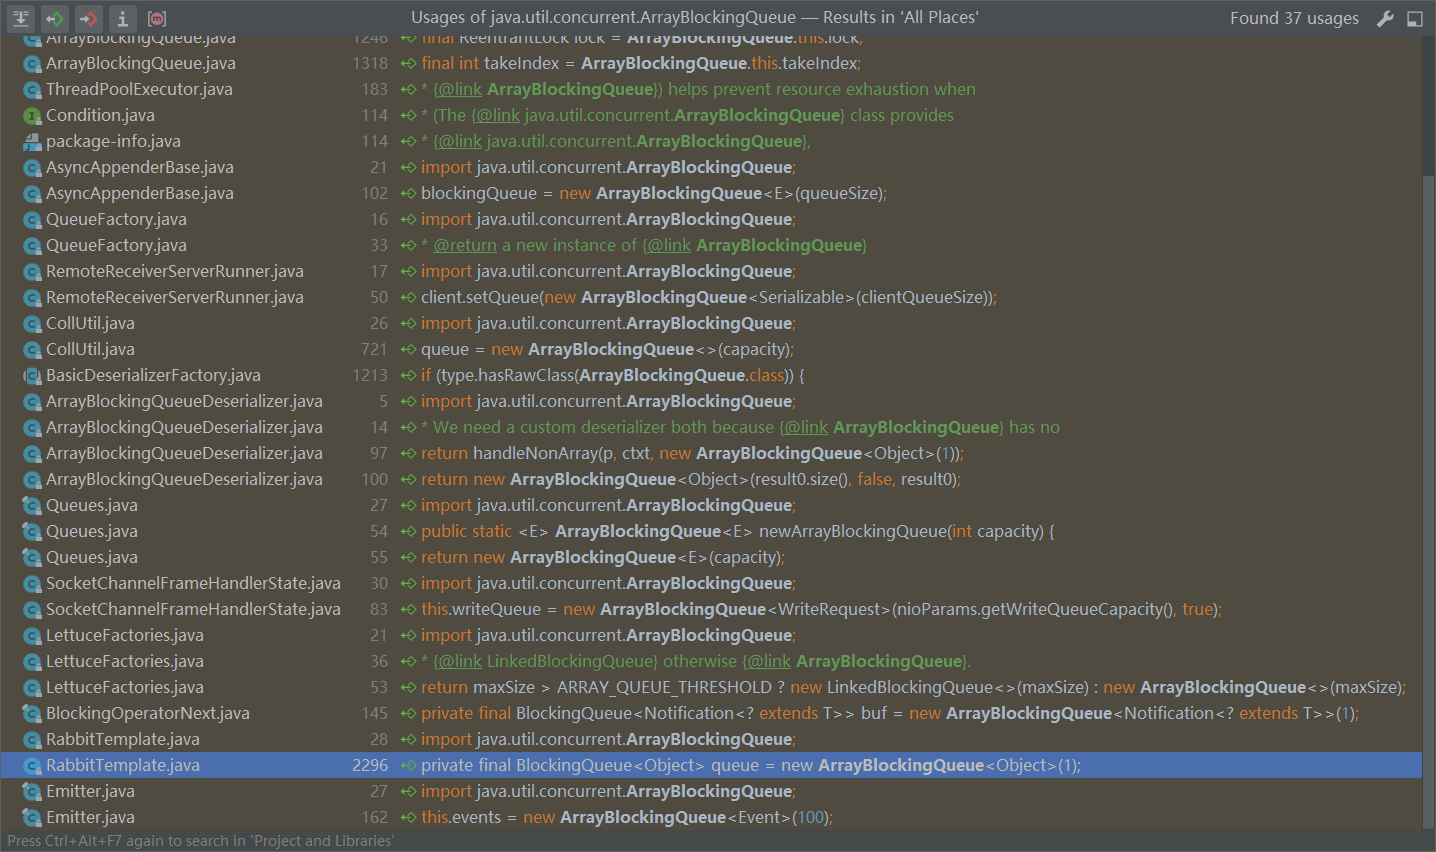 Usages of java.util.concurrent.ArrayBlockingQueue — Results in 'All Places' Found 37 usages
ArrayBlockingQueue.java 1246 final ReentrantLock lock = ArrayBlockingQueue.this.lock;
ArrayBlockingQueue.java 1318 final int takeIndex = ArrayBlockingQueue.this.takeIndex;
ThreadPoolExecutor.java 183 * {@link ArrayBlockingQueue}) helps prevent resource exhaustion when
Condition.java 114 * (The {@link java.util.concurrent.ArrayBlockingQueue} class provides
package-info.java 114 * {@link java.util.concurrent.ArrayBlockingQueue},
AsyncAppenderBase.java 21 import java.util.concurrent.ArrayBlockingQueue;
AsyncAppenderBase.java 102 blockingQueue = new ArrayBlockingQueue<E>(queueSize);
QueueFactory.java 16 import java.util.concurrent.ArrayBlockingQueue;
QueueFactory.java 33 * @return a new instance of {@link ArrayBlockingQueue}
RemoteReceiverServerRunner.java 17 import java.util.concurrent.ArrayBlockingQueue;
RemoteReceiverServerRunner.java 50 client.setQueue(new ArrayBlockingQueue<Serializable>(clientQueueSize));
CollUtil.java 26 import java.util.concurrent.ArrayBlockingQueue;
CollUtil.java 721 queue = new ArrayBlockingQueue<>(capacity);
BasicDeserializerFactory.java 1213 if (type.hasRawClass(ArrayBlockingQueue.class)) {
ArrayBlockingQueueDeserializer.java 5 import java.util.concurrent.ArrayBlockingQueue;
ArrayBlockingQueueDeserializer.java 14 * We need a custom deserializer both because {@link ArrayBlockingQueue} has no
ArrayBlockingQueueDeserializer.java 97 return handleNonArray(p, ctxt, new ArrayBlockingQueue<Object>(1));
ArrayBlockingQueueDeserializer.java 100 return new ArrayBlockingQueue<Object>(result0.size(), false, result0);
Queues.java 27 import java.util.concurrent.ArrayBlockingQueue;
Queues.java 54 public static <E> ArrayBlockingQueue<E> newArrayBlockingQueue(int capacity) {
Queues.java 55 return new ArrayBlockingQueue<E>(capacity);
SocketChannelFrameHandlerState.java 30 import java.util.concurrent.ArrayBlockingQueue;
SocketChannelFrameHandlerState.java 83 this.writeQueue = new ArrayBlockingQueue<WriteRequest>(nioParams.getWriteQueueCapacity(), true);
LettuceFactories.java 21 import java.util.concurrent.ArrayBlockingQueue;
LettuceFactories.java 36 * {@link LinkedBlockingQueue} otherwise {@link ArrayBlockingQueue}.
LettuceFactories.java 53 return maxSize > ARRAY_QUEUE_THRESHOLD ? new LinkedBlockingQueue<>(maxSize) : new ArrayBlockingQueue<>(maxSize);
BlockingOperatorNext.java 145 private final BlockingQueue<Notification<? extends T>> buf = new ArrayBlockingQueue<Notification<? extends T>>(1);
RabbitTemplate.java 28 import java.util.concurrent.ArrayBlockingQueue;
RabbitTemplate.java 2296 private final BlockingQueue<Object> queue = new ArrayBlockingQueue<Object>(1);
Emitter.java 27 import java.util.concurrent.ArrayBlockingQueue;
Emitter.java 162 this.events = new ArrayBlockingQueue<Event>(100);
Press Ctrl+Alt+F7 again to search in 'Project and Libraries'